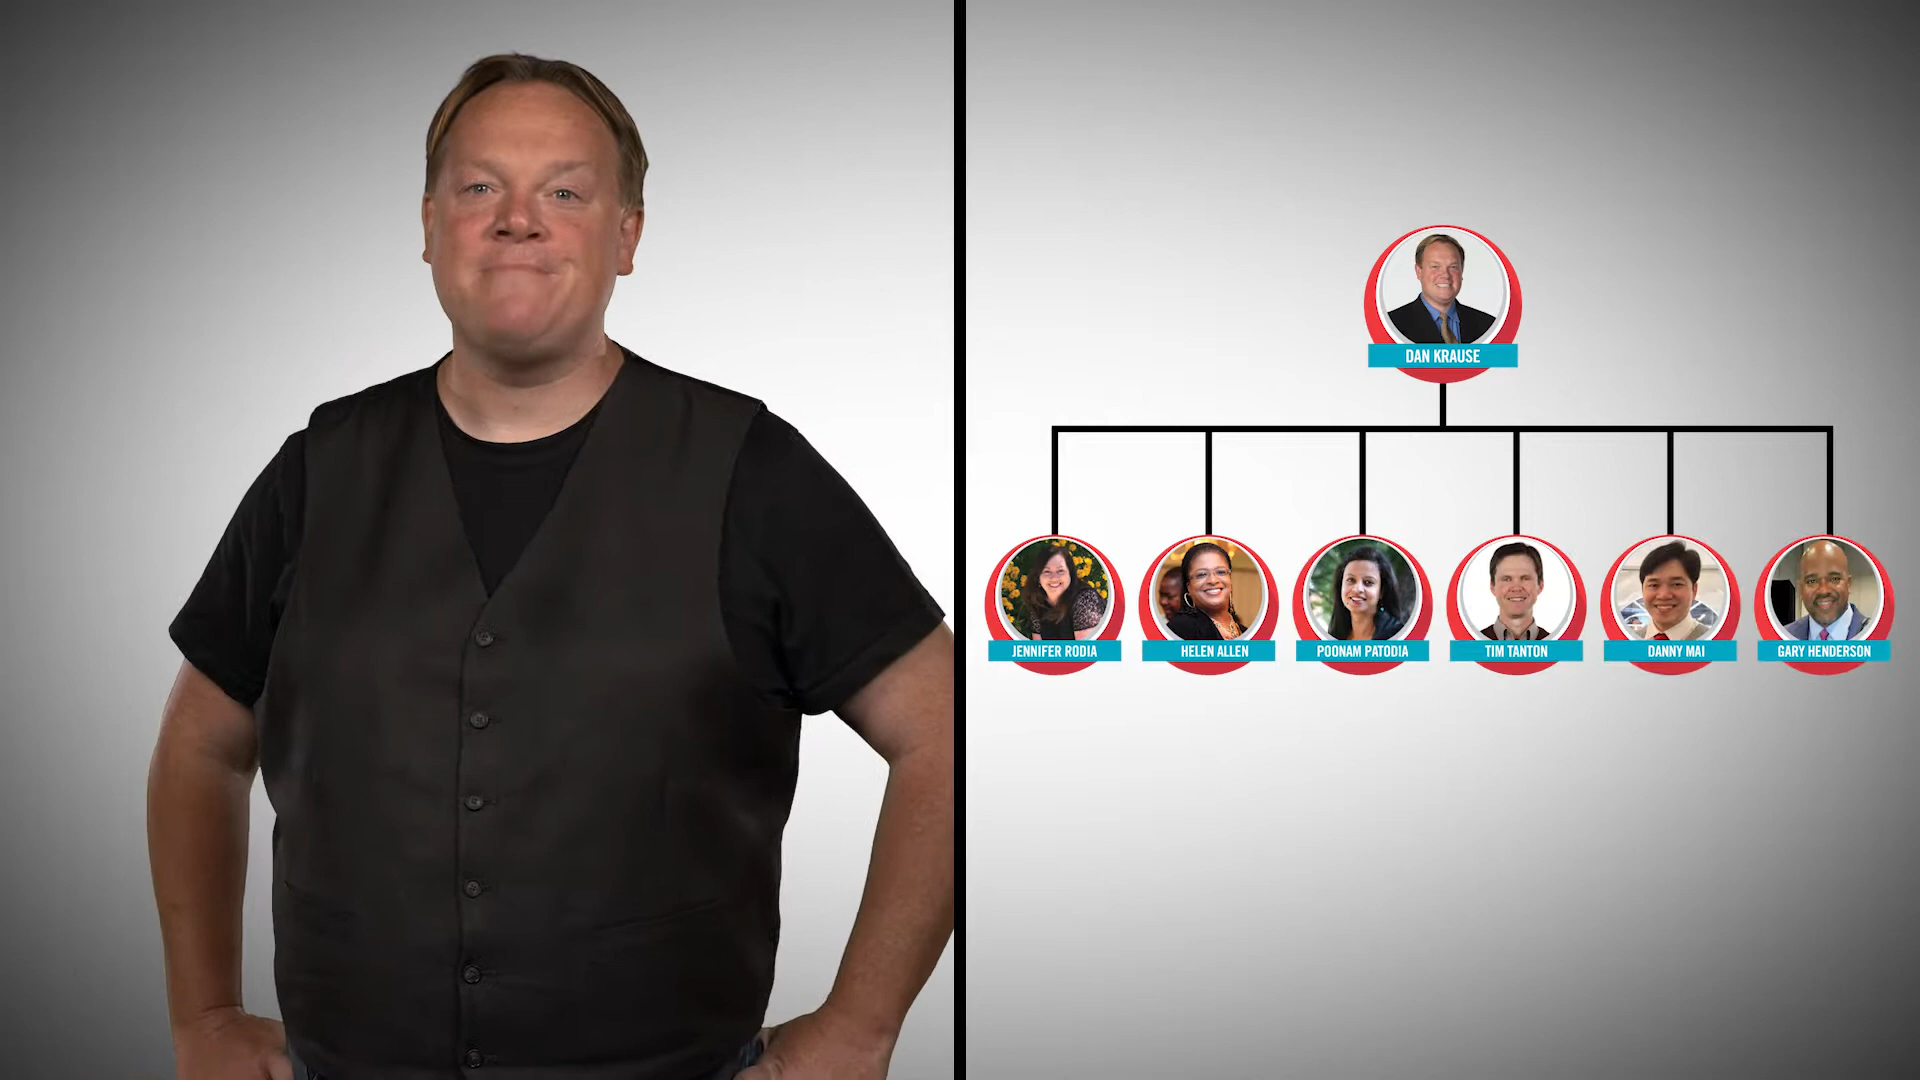 DAN KRAUSE
JENNIFER RODIA
HELEN ALLEN
POONAM PATODIA
TIM TANTON
DANNY MAI
GARY HENDERSON